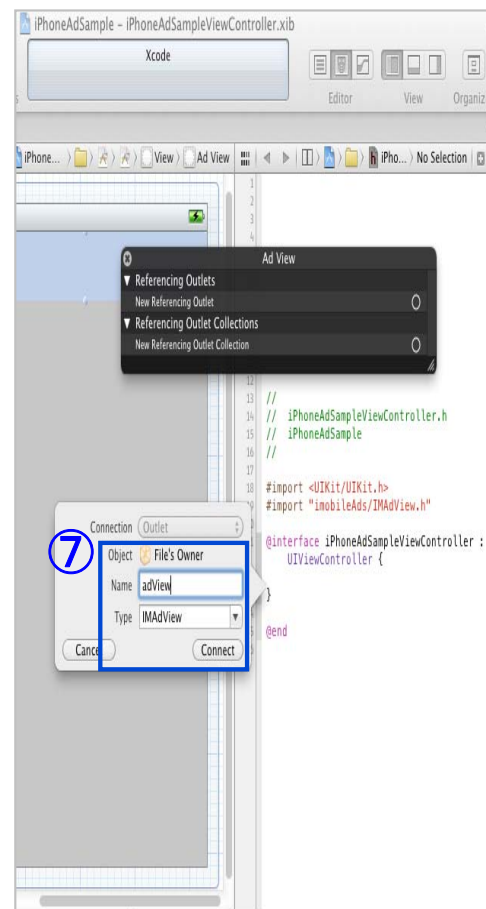 iPhoneAdSample – iPhoneAdSampleViewController.xib
Xcode
Editor View Organiz
iPhone... View Ad View iPho... No Selection
1
2
3
4
Ad View
Referencing Outlets
New Referencing Outlet
Referencing Outlet Collections
New Referencing Outlet Collection
12
13 //
14 // iPhoneAdSampleViewController.h
15 // iPhoneAdSample
16 //
17
18 #import <UIKit/UIKit.h>
#import "imobileAds/IMAdView.h"
@interface iPhoneAdSampleViewController :
UIViewController {
}
@end
⑦
Connection Outlet
Object File's Owner
Name adView
Type IMAdView
Cancel Connect